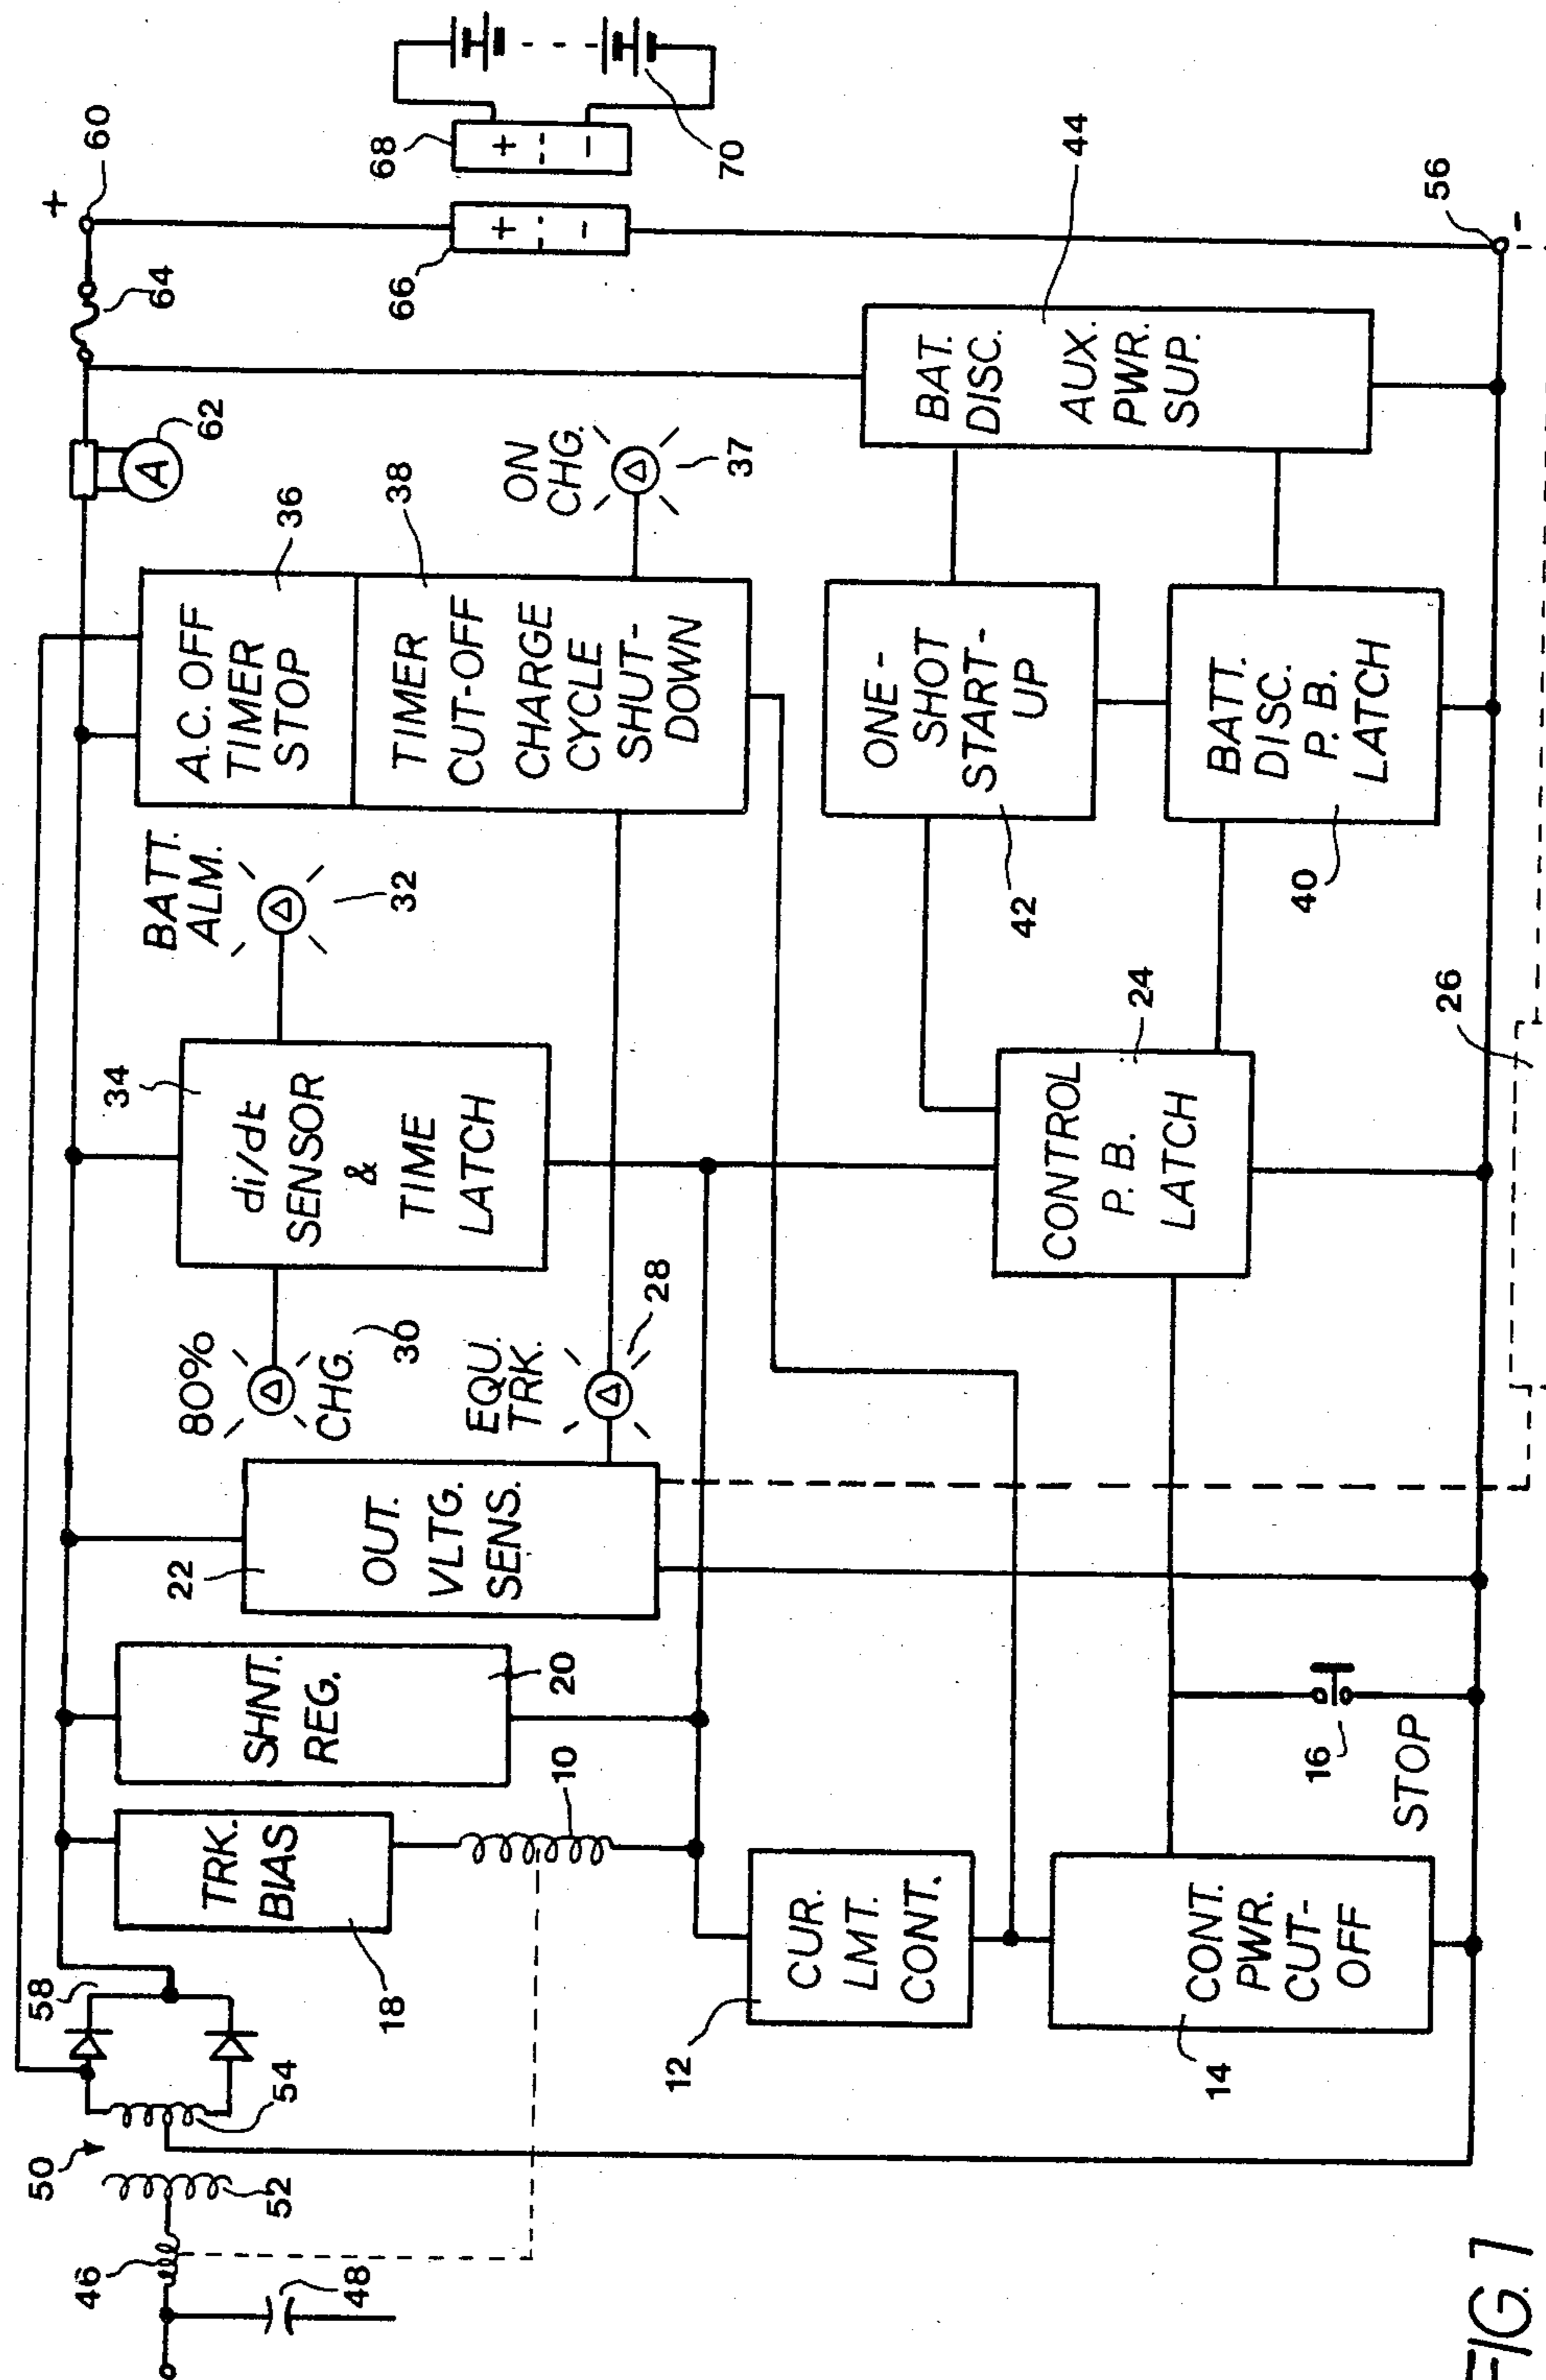 50
46
52
54
48
58
TRK.
BIAS
18
10
SHNT.
REG.
20
OUT.
VLTG.
SENS.
22
80%
CHG.
30
EQU.
TRK.
28
34
di/dt
SENSOR
&
TIME
LATCH
BATT.
ALM.
32
A.C. OFF
TIMER
STOP
36
TIMER
CUT-OFF
CHARGE
CYCLE
SHUT-
DOWN
38
ON
CHG.
37
A
62
64
+
60
66
+
-
68
+
-
70
12
CUR.
LMT.
CONT.
14
CONT.
PWR.
CUT-
OFF
16
STOP
CONTROL
P. B.
LATCH
24
26
ONE-
SHOT
START-
UP
42
BATT.
DISC.
P. B.
LATCH
40
BAT.
DISC.
AUX.
PWR.
SUP.
44
56
-
FIG. 1